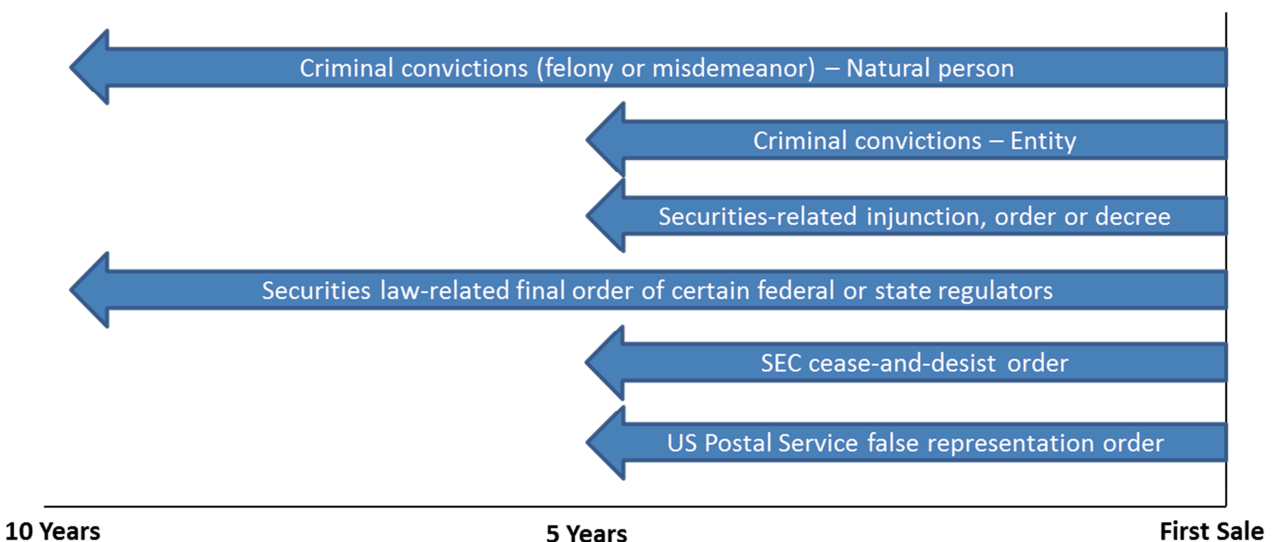 Criminal convictions (felony or misdemeanor) – Natural person
Criminal convictions – Entity
Securities-related injunction, order or decree
Securities law-related final order of certain federal or state regulators
SEC cease-and-desist order
US Postal Service false representation order
10 Years
5 Years
First Sale